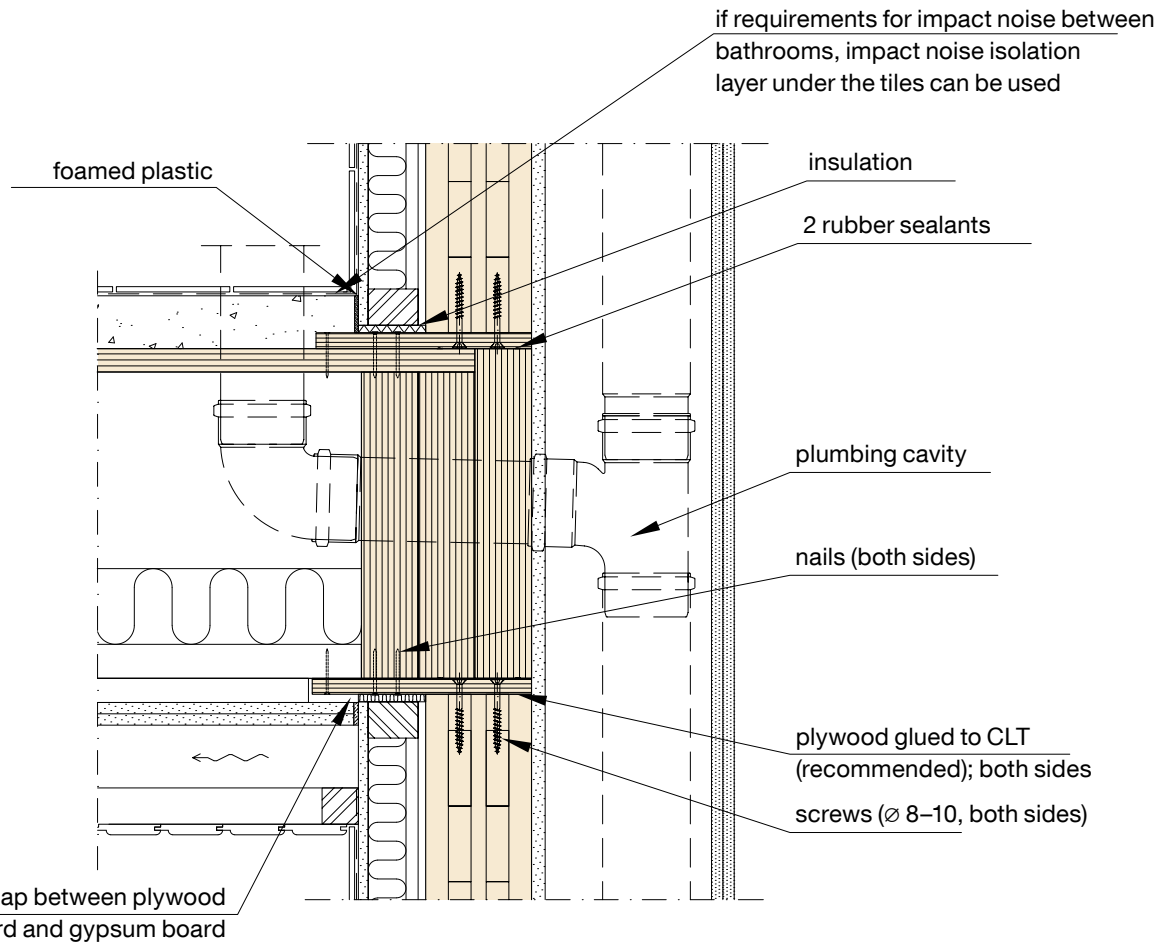 if requirements for impact noise between
bathrooms, impact noise isolation
layer under the tiles can be used
foamed plastic
insulation
2 rubber sealants
plumbing cavity
nails (both sides)
plywood glued to CLT
(recommended); both sides
screws (⌀ 8–10, both sides)
between plywood
and gypsum board